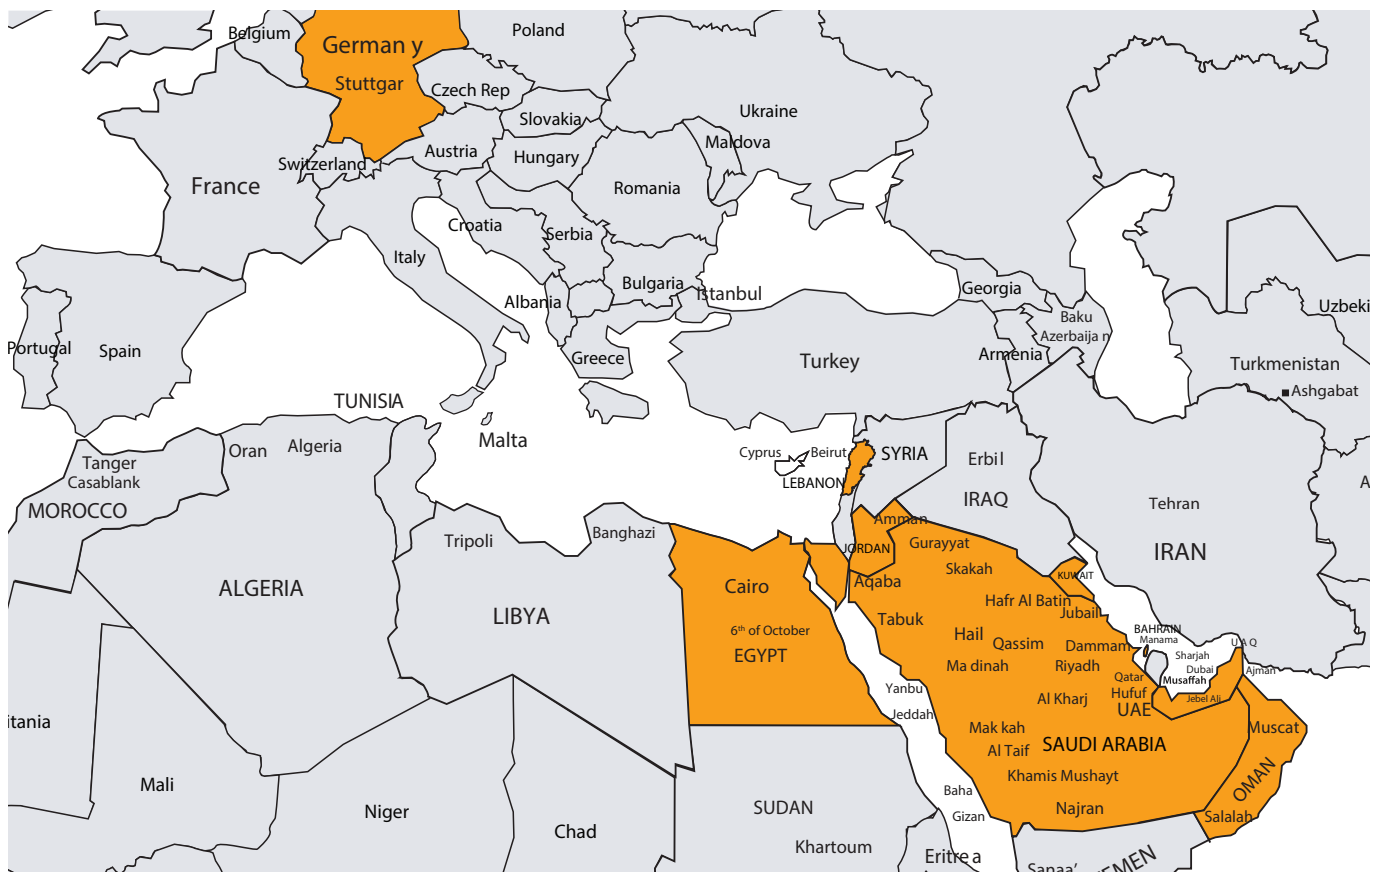 Belgium
German y
Poland
Stuttgar
Czech Rep
Ukraine
Slovakia
Maldova
Austria
Hungary
Switzerland
France
Romania
Croatia
Serbia
Italy
Bulgaria
Georgia
Istanbul
Albania
Uzbeki
Baku
Azerbaija n
Portugal
Spain
Greece
Armenia
Turkey
Turkmenistan
Ashgabat
TUNISIA
Malta
Oran
Algeria
Cyprus
Beirut
SYRIA
Erbil
Tanger
Casablank
LEBANON
A
IRAQ
Tehran
MOROCCO
Amman
Banghazi
Tripoli
JORDAN
Gurayyat
IRAN
Skakah
KUWAIT
Aqaba
ALGERIA
Cairo
Hafr Al Batin
Jubail
LIBYA
Tabuk
6th of October
BAHRAIN
Manama
U A Q
Hail
Qassim
Dammam
EGYPT
Sharjah
Ma dinah
Riyadh
Dubai
Ajman
Qatar
Musaffah
Yanbu
Hufuf
Al Kharj
Jebel Ali
UAE
Jeddah
itania
Mak kah
Muscat
Al Taif
SAUDI ARABIA
Khamis Mushayt
OMAN
Mali
Baha
Niger
SUDAN
Najran
Gizan
Salalah
Chad
Khartoum
Eritre a
Sanaa'
EMEN